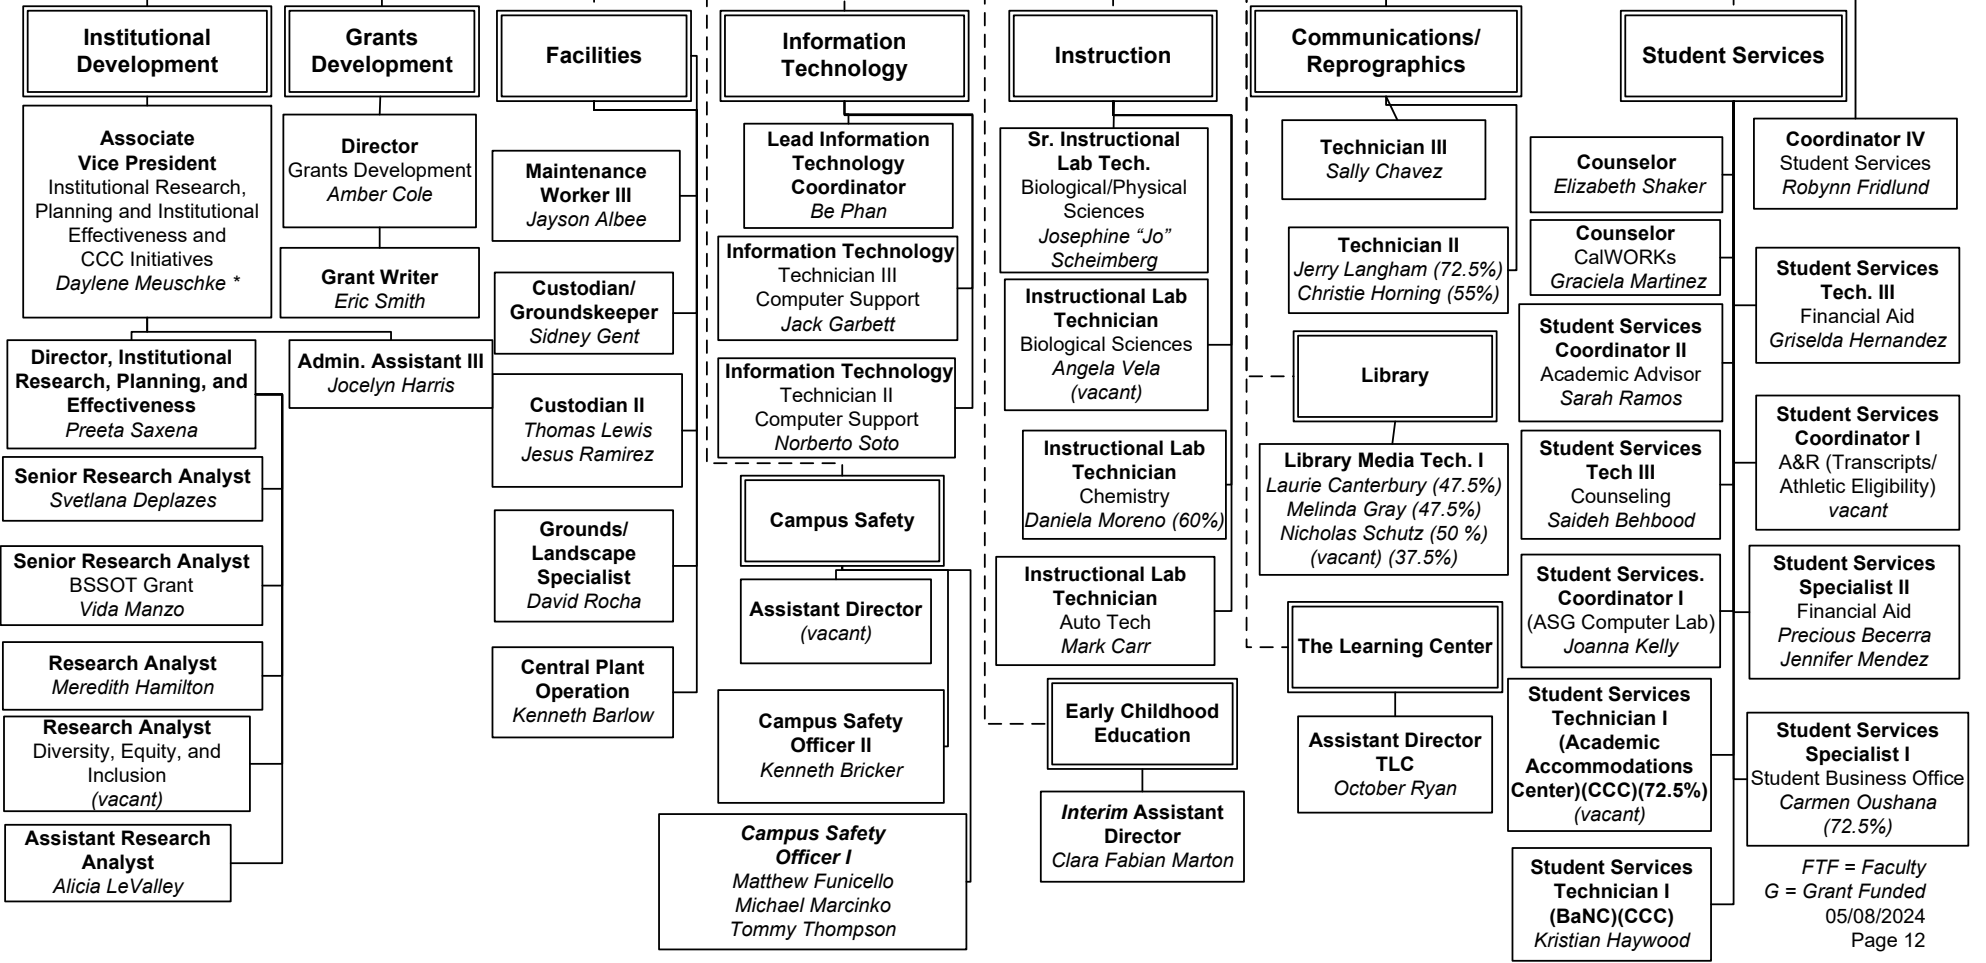 Institutional
Development
Associate
Vice President
Institutional Research,
Planning and Institutional
Effectiveness and
CCC Initiatives
Daylene Meuschke *
Director, Institutional
Research, Planning, and
Effectiveness
Preeta Saxena
Senior Research Analyst
Svetlana Deplazes
Senior Research Analyst
BSSOT Grant
Vida Manzo
Research Analyst
Meredith Hamilton
Research Analyst
Diversity, Equity, and
Inclusion
(vacant)
Assistant Research
Analyst
Alicia LeValley
Grants
Development
Director
Grants Development
Amber Cole
Grant Writer
Eric Smith
Admin. Assistant III
Jocelyn Harris
Facilities
Maintenance
Worker III
Jayson Albee
Custodian/
Groundskeeper
Sidney Gent
Custodian II
Thomas Lewis
Jesus Ramirez
Grounds/
Landscape
Specialist
David Rocha
Central Plant
Operation
Kenneth Barlow
Information
Technology
Lead Information
Technology
Coordinator
Be Phan
Information Technology
Technician III
Computer Support
Jack Garbett
Information Technology
Technician II
Computer Support
Norberto Soto
Campus Safety
Assistant Director
(vacant)
Campus Safety
Officer II
Kenneth Bricker
Campus Safety
Officer I
Matthew Funicello
Michael Marcinko
Tommy Thompson
Instruction
Sr. Instructional
Lab Tech.
Biological/Physical
Sciences
Josephine “Jo”
Scheimberg
Instructional Lab
Technician
Biological Sciences
Angela Vela
(vacant)
Instructional Lab
Technician
Chemistry
Daniela Moreno (60%)
Instructional Lab
Technician
Auto Tech
Mark Carr
Early Childhood
Education
Interim Assistant
Director
Clara Fabian Marton
Communications/
Reprographics
Technician III
Sally Chavez
Technician II
Jerry Langham (72.5%)
Christie Horning (55%)
Library
Library Media Tech. I
Laurie Canterbury (47.5%)
Melinda Gray (47.5%)
Nicholas Schutz (50 %)
(vacant) (37.5%)
The Learning Center
Assistant Director
TLC
October Ryan
Student Services
Counselor
Elizabeth Shaker
Counselor
CalWORKs
Graciela Martinez
Student Services
Coordinator II
Academic Advisor
Sarah Ramos
Student Services
Tech III
Counseling
Saideh Behbood
Student Services.
Coordinator I
(ASG Computer Lab)
Joanna Kelly
Student Services
Technician I
(Academic
Accommodations
Center)(CCC)(72.5%)
(vacant)
Student Services
Technician I
(BaNC)(CCC)
Kristian Haywood
Coordinator IV
Student Services
Robynn Fridlund
Student Services
Tech. III
Financial Aid
Griselda Hernandez
Student Services
Coordinator I
A&R (Transcripts/
Athletic Eligibility)
vacant
Student Services
Specialist II
Financial Aid
Precious Becerra
Jennifer Mendez
Student Services
Specialist I
Student Business Office
Carmen Oushana
(72.5%)
FTF = Faculty
G = Grant Funded
05/08/2024
Page 12